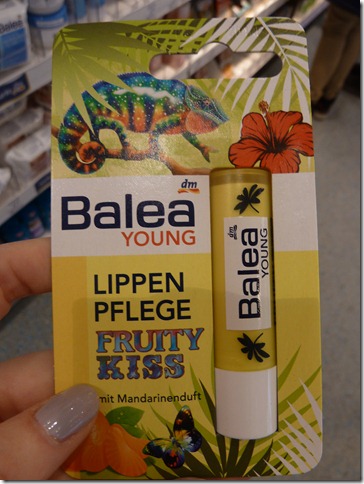 dm
Balea
YOUNG
LIPPEN
PFLEGE
FRUITY
KISS
mit Mandarinenduft
dm
Balea
YOUNG